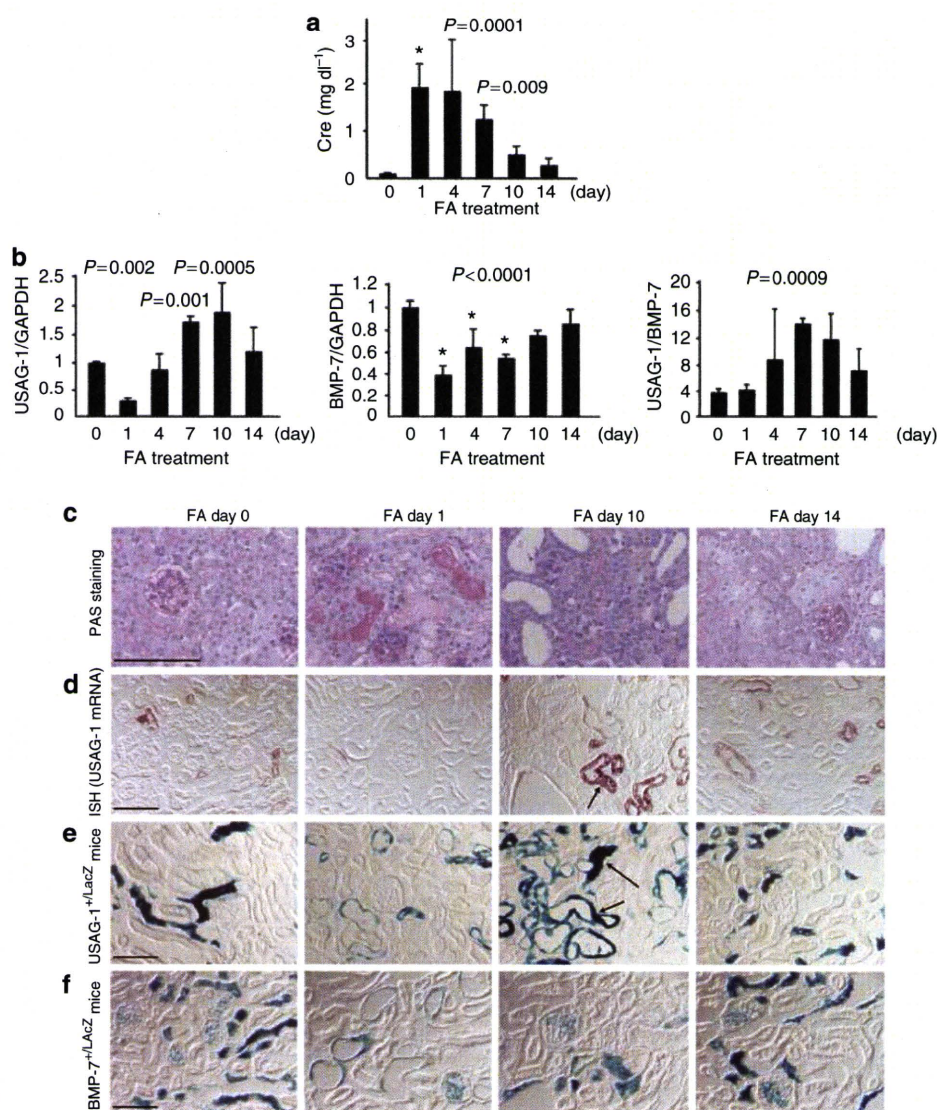 a
P=0.0001
P=0.009
*
Cre (mg dl⁻¹)
3
2
1
0
0 1 4 7 10 14 (day)
FA treatment
b
P=0.002 P=0.0005
P=0.001
USAG-1/GAPDH
2.5
2
1.5
1
0.5
0
0 1 4 7 10 14 (day)
FA treatment
P<0.0001
BMP-7/GAPDH
1.2
1
0.8
0.6
0.4
0.2
0
* * *
0 1 4 7 10 14 (day)
FA treatment
P=0.0009
USAG-1/BMP-7
20
16
12
8
4
0
0 1 4 7 10 14 (day)
FA treatment
c
FA day 0 FA day 1 FA day 10 FA day 14
PAS staining
d
ISH (USAG-1 mRNA)
e
USAG-1+/LacZ mice
f
BMP-7+/LAcZ mice